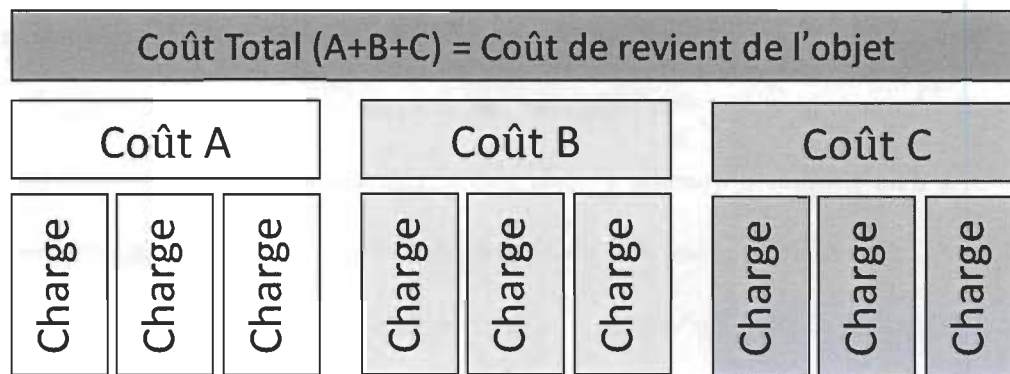 Coût Total (A+B+C) = Coût de revient de l'objet
Coût A
Coût B
Coût C
Charge
Charge
Charge
Charge
Charge
Charge
Charge
Charge
Charge